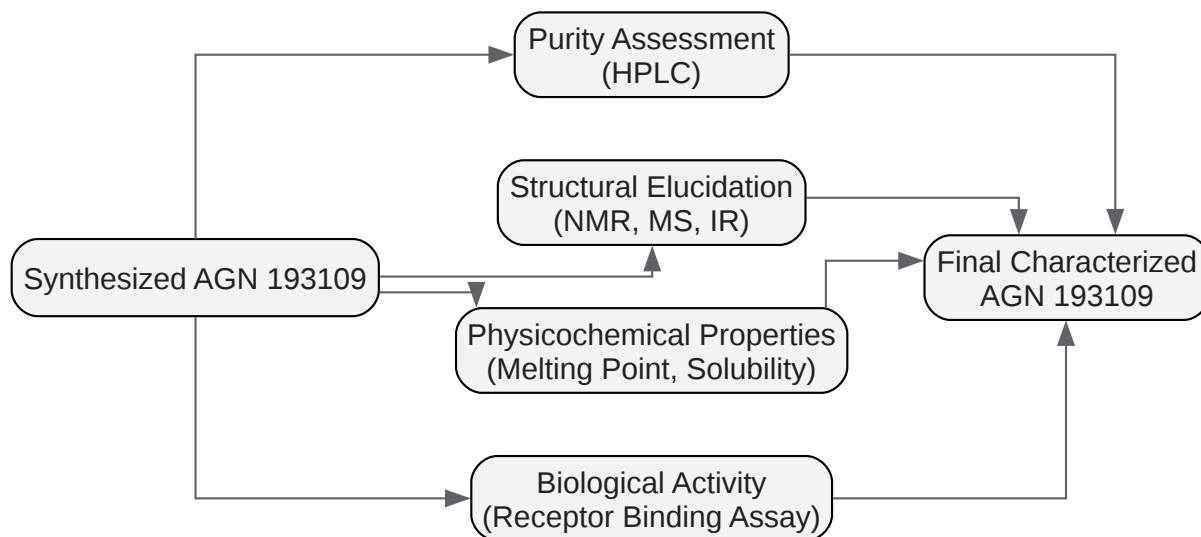 Purity Assessment
(HPLC)
Structural Elucidation
(NMR, MS, IR)
Synthesized AGN 193109
Final Characterized
AGN 193109
Physicochemical Properties
(Melting Point, Solubility)
Biological Activity
(Receptor Binding Assay)